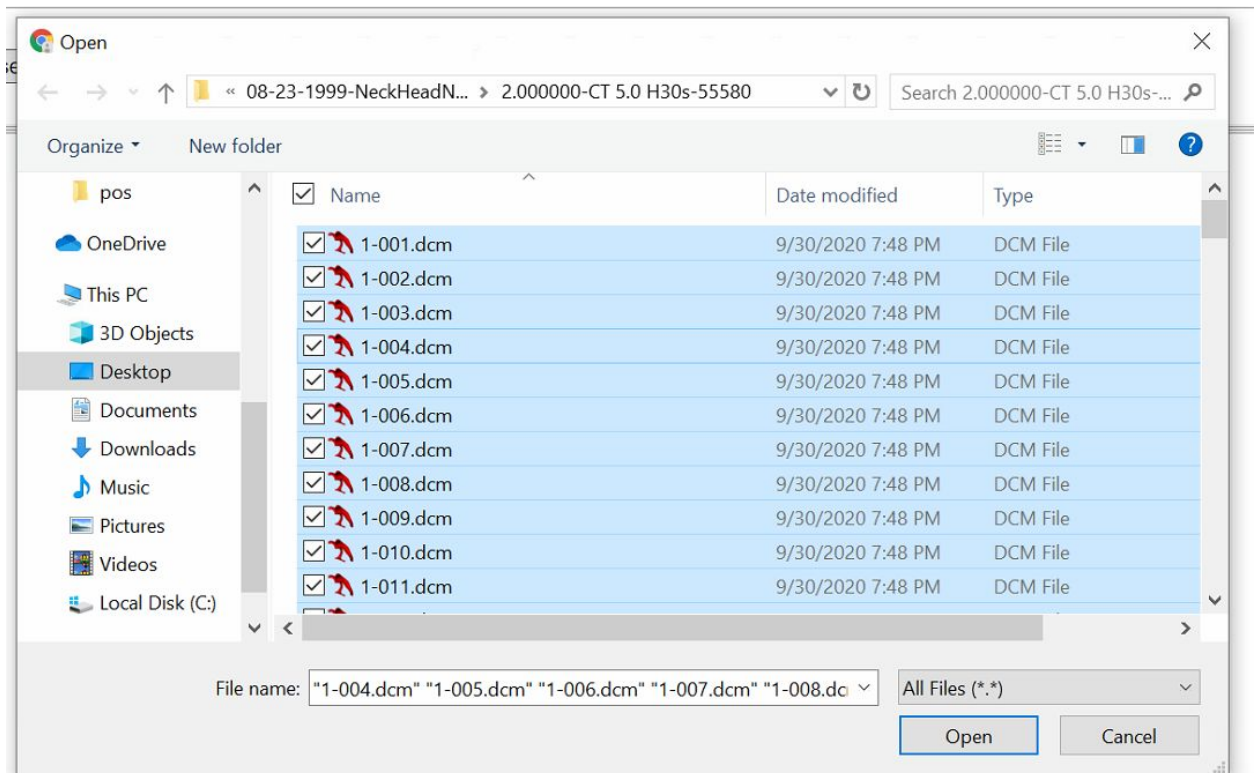 Open
« 08-23-1999-NeckHeadN... › 2.000000-CT 5.0 H30s-55580 Search 2.000000-CT 5.0 H30s-...
Organize New folder
pos
OneDrive
This PC
3D Objects
Desktop
Documents
Downloads
Music
Pictures
Videos
Local Disk (C:)
Name Date modified Type
1-001.dcm 9/30/2020 7:48 PM DCM File
1-002.dcm 9/30/2020 7:48 PM DCM File
1-003.dcm 9/30/2020 7:48 PM DCM File
1-004.dcm 9/30/2020 7:48 PM DCM File
1-005.dcm 9/30/2020 7:48 PM DCM File
1-006.dcm 9/30/2020 7:48 PM DCM File
1-007.dcm 9/30/2020 7:48 PM DCM File
1-008.dcm 9/30/2020 7:48 PM DCM File
1-009.dcm 9/30/2020 7:48 PM DCM File
1-010.dcm 9/30/2020 7:48 PM DCM File
1-011.dcm 9/30/2020 7:48 PM DCM File
File name: "1-004.dcm" "1-005.dcm" "1-006.dcm" "1-007.dcm" "1-008.dc All Files (*.*)
Open Cancel